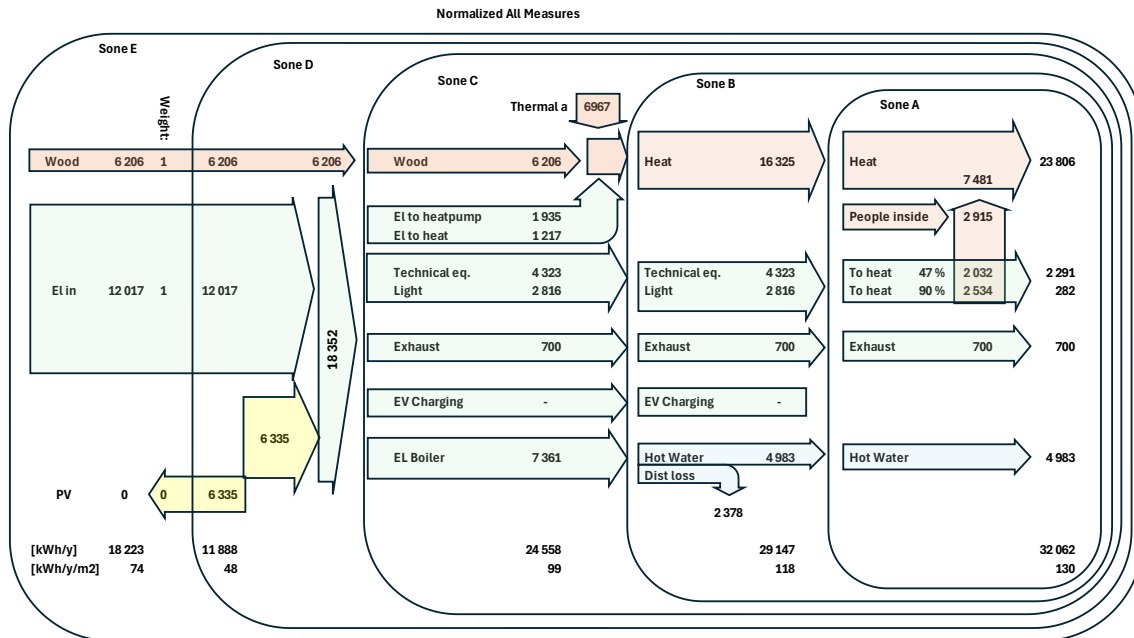 Normalized All Measures
Sone E
Sone D
Sone C
Sone B
Sone A
Weight:
Thermal a 6967
Wood 6 206 1 6 206 6 206
Wood 6 206
Heat 16 325
Heat 23 806
7 481
El to heatpump 1 935
El to heat 1 217
People inside 2 915
El in 12 017 1 12 017
18 352
Technical eq. 4 323
Light 2 816
Technical eq. 4 323
Light 2 816
To heat 47 % 2 032 2 291
To heat 90 % 2 534 282
Exhaust 700
Exhaust 700
Exhaust 700 700
EV Charging -
EV Charging -
6 335
EL Boiler 7 361
Hot Water 4 983
Dist loss
2 378
Hot Water 4 983
PV 0 0 6 335
[kWh/y] 18 223 11 888 24 558 29 147 32 062
[kWh/y/m2] 74 48 99 118 130